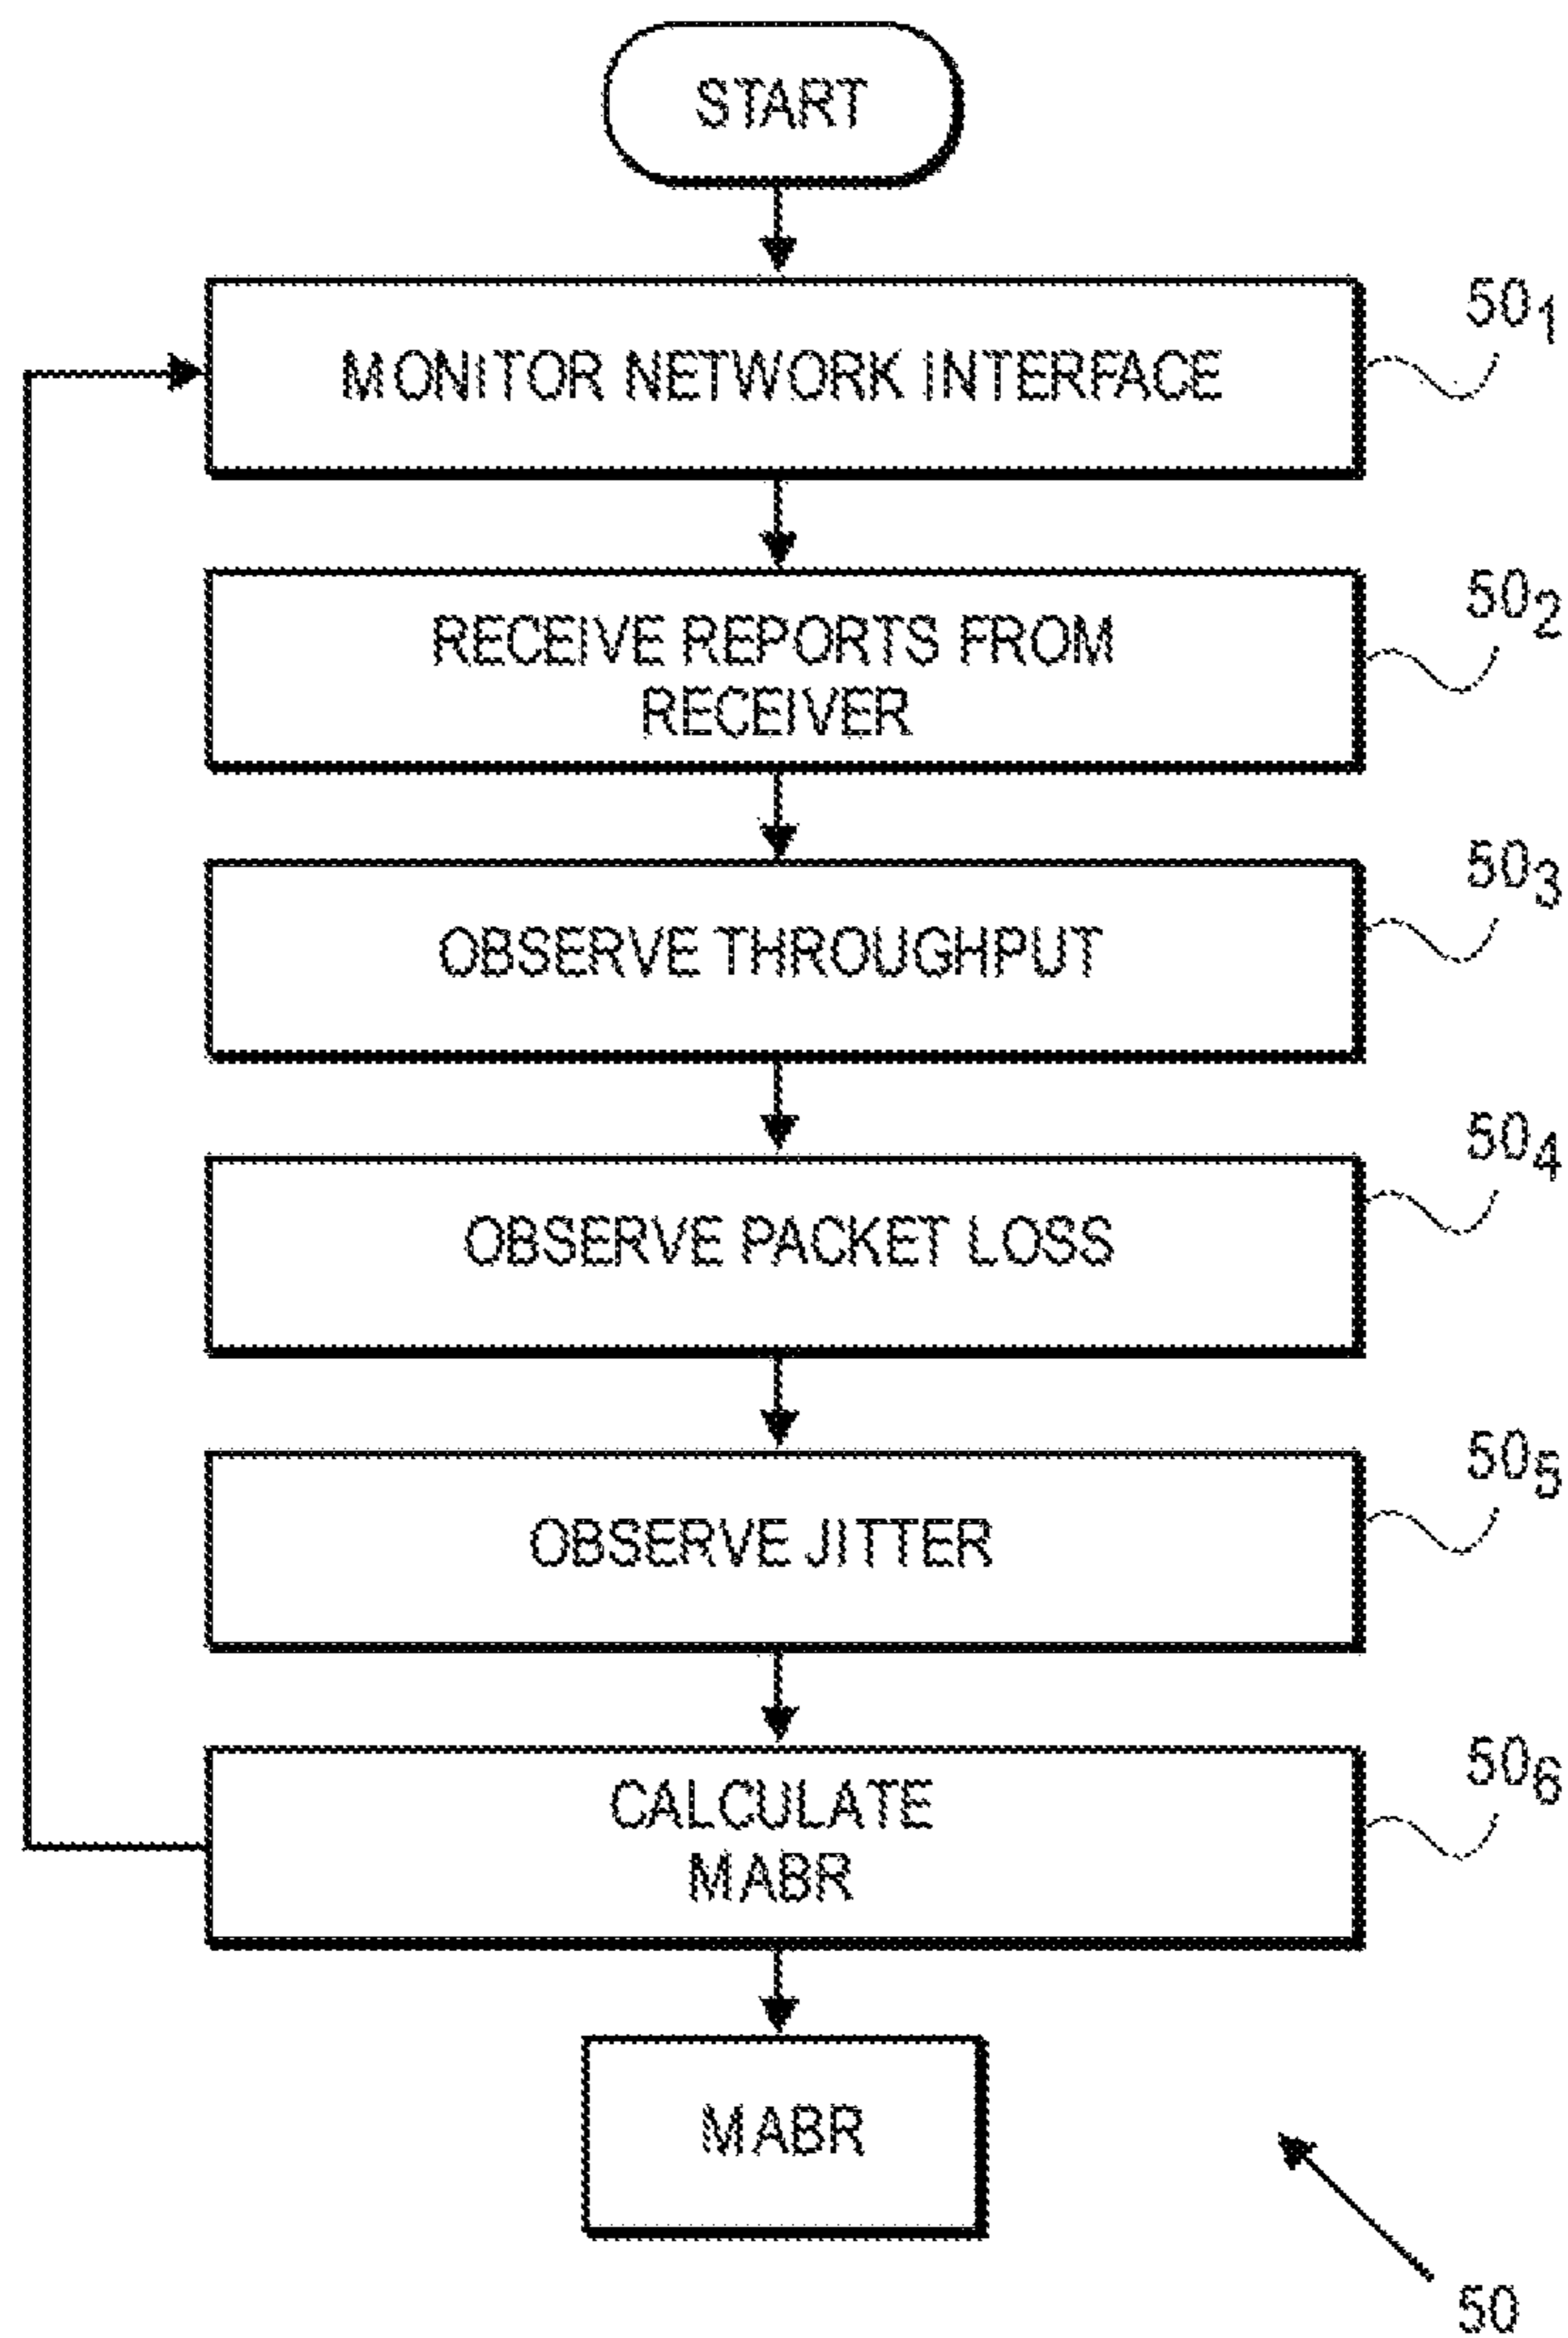 START
MONITOR NETWORK INTERFACE
50₁
RECEIVE REPORTS FROM
RECEIVER
50₂
OBSERVE THROUGHPUT
50₃
OBSERVE PACKET LOSS
50₄
OBSERVE JITTER
50₅
CALCULATE
MABR
50₆
MABR
50